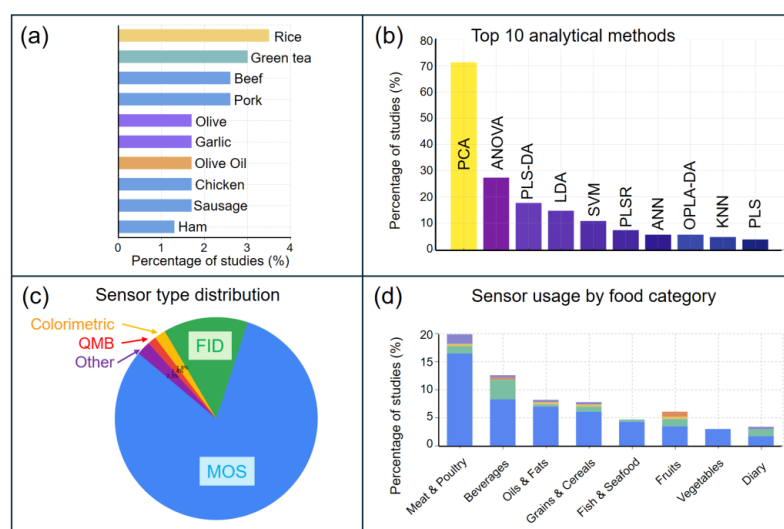 (a)
Rice
Green tea
Beef
Pork
Olive
Garlic
Olive Oil
Chicken
Sausage
Ham
0 1 2 3 4
Percentage of studies (%)
(b)
Top 10 analytical methods
Percentage of studies (%)
80
70
60
50
40
30
20
10
0
PCA
ANOVA
PLS-DA
LDA
SVM
PLSR
ANN
OPLA-DA
KNN
PLS
(c)
Sensor type distribution
Colorimetric
QMB
Other
FID
MOS
(d)
Sensor usage by food category
Percentage of studies (%)
20
15
10
5
0
Meat & Poultry
Beverages
Oils & Fats
Grains & Cereals
Fish & Seafood
Fruits
Vegetables
Diary